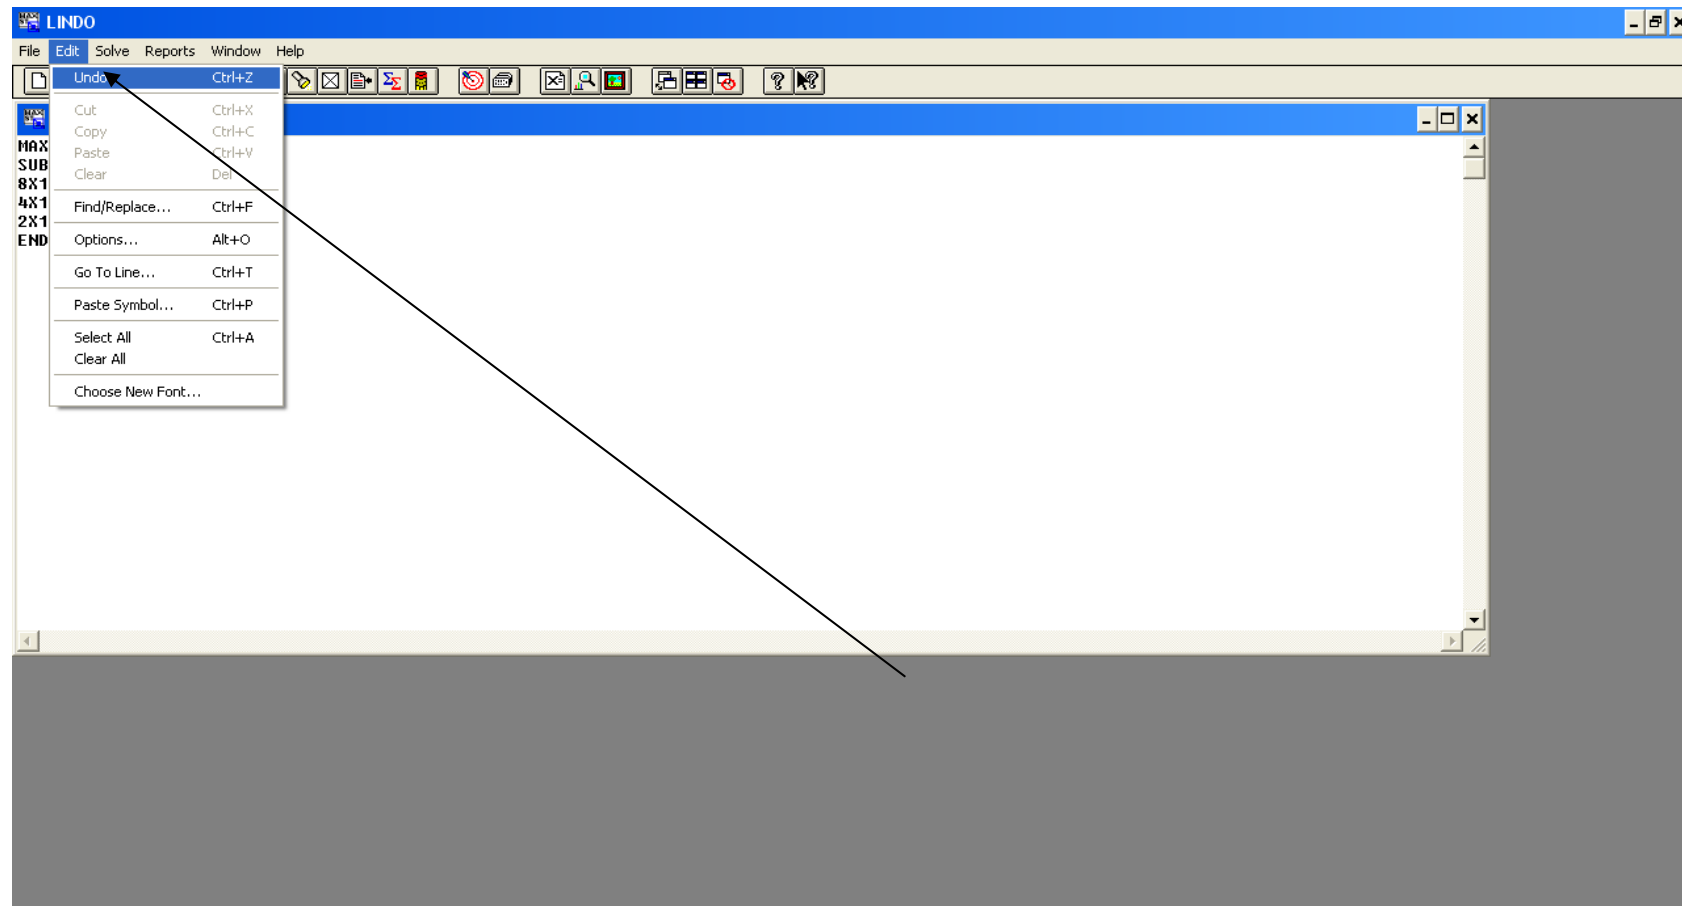 LINDO
File Edit Solve Reports Window Help
Undo Ctrl+Z
Cut Ctrl+X
Copy Ctrl+C
Paste Ctrl+V
Clear Del
Find/Replace... Ctrl+F
Options... Alt+O
Go To Line... Ctrl+T
Paste Symbol... Ctrl+P
Select All Ctrl+A
Clear All
Choose New Font...
MAX
SUB
8X1
4X1
2X1
END